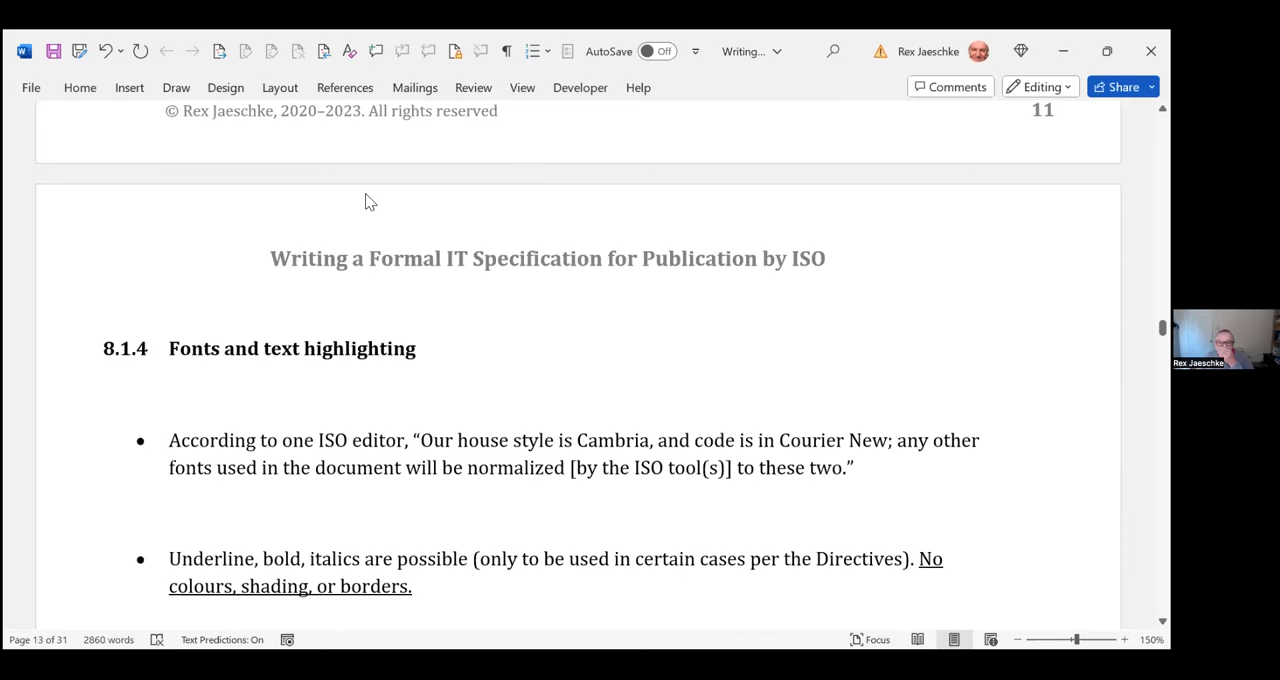 AutoSave Off Writing... Rex Jaeschke
File Home Insert Draw Design Layout References Mailings Review View Developer Help Comments Editing Share
© Rex Jaeschke, 2020–2023. All rights reserved 11
Writing a Formal IT Specification for Publication by ISO
8.1.4 Fonts and text highlighting
• According to one ISO editor, “Our house style is Cambria, and code is in Courier New; any other
fonts used in the document will be normalized [by the ISO tool(s)] to these two.”
• Underline, bold, italics are possible (only to be used in certain cases per the Directives). No
colours, shading, or borders.
Rex Jaeschke
Page 13 of 31 2860 words Text Predictions: On Focus 150%